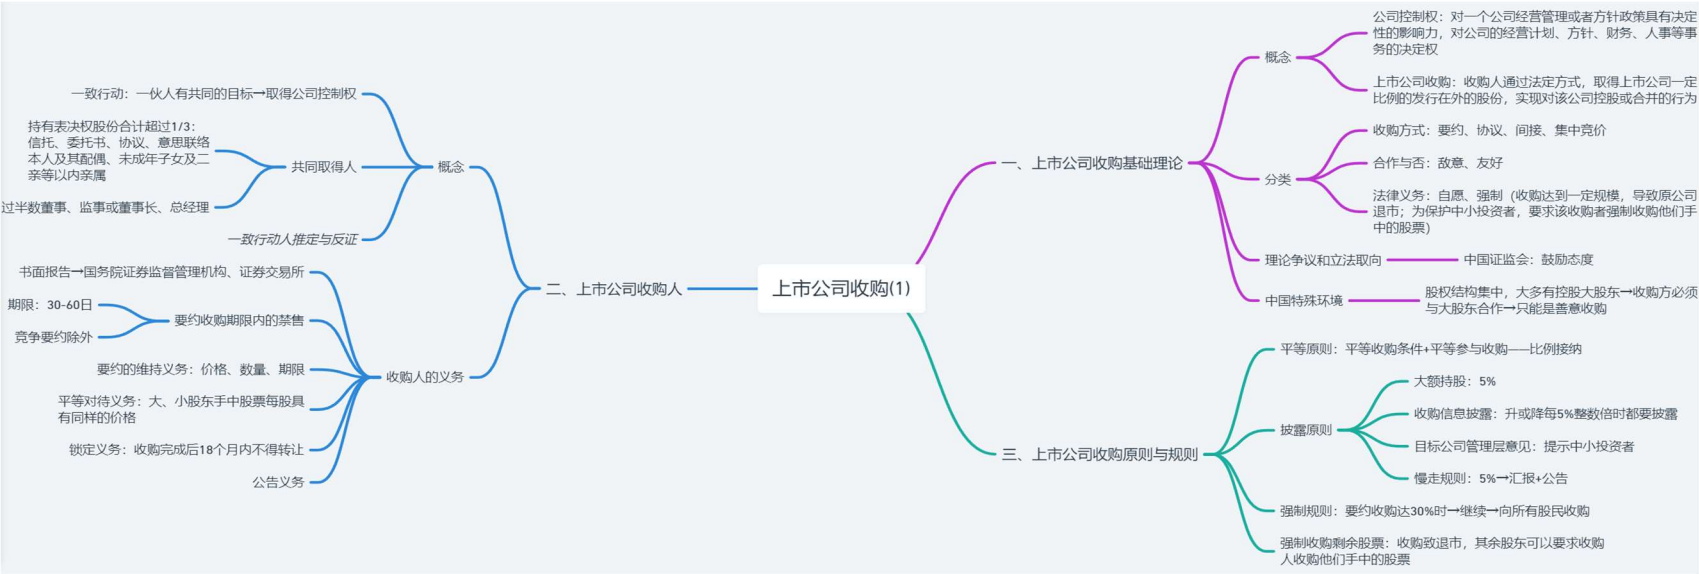 上市公司收购(1)
一、上市公司收购基础理论
概念
公司控制权：对一个公司经营管理或者方针政策具有决定
性的影响力，对公司的经营计划、方针、财务、人事等事
务的决定权
上市公司收购：收购人通过法定方式，取得上市公司一定
比例的发行在外的股份，实现对该公司控股或合并的行为
分类
收购方式：要约、协议、间接、集中竞价
合作与否：敌意、友好
法律义务：自愿、强制（收购达到一定规模，导致原公司
退市；为保护中小投资者，要求该收购者强制收购他们手
中的股票）
理论争议和立法取向
中国证监会：鼓励态度
中国特殊环境
股权结构集中，大多有控股大股东→收购方必须
与大股东合作→只能是善意收购
二、上市公司收购人
概念
一致行动：一伙人有共同的目标→取得公司控制权
共同取得人
持有表决权股份合计超过1/3：
信托、委托书、协议、意思联络
本人及其配偶、未成年子女及二
亲等以内亲属
过半数董事、监事或董事长、总经理
一致行动人推定与反证
收购人的义务
书面报告→国务院证券监督管理机构、证券交易所
要约收购期限内的禁售
期限：30-60日
竞争要约除外
要约的维持义务：价格、数量、期限
平等对待义务：大、小股东手中股票每股具
有同样的价格
锁定义务：收购完成后18个月内不得转让
公告义务
三、上市公司收购原则与规则
平等原则：平等收购条件+平等参与收购——比例接纳
披露原则
大额持股：5%
收购信息披露：升或降每5%整数倍时都要披露
目标公司管理层意见：提示中小投资者
慢走规则：5%→汇报+公告
强制规则：要约收购达30%时→继续→向所有股民收购
强制收购剩余股票：收购致退市，其余股东可以要求收购
人收购他们手中的股票